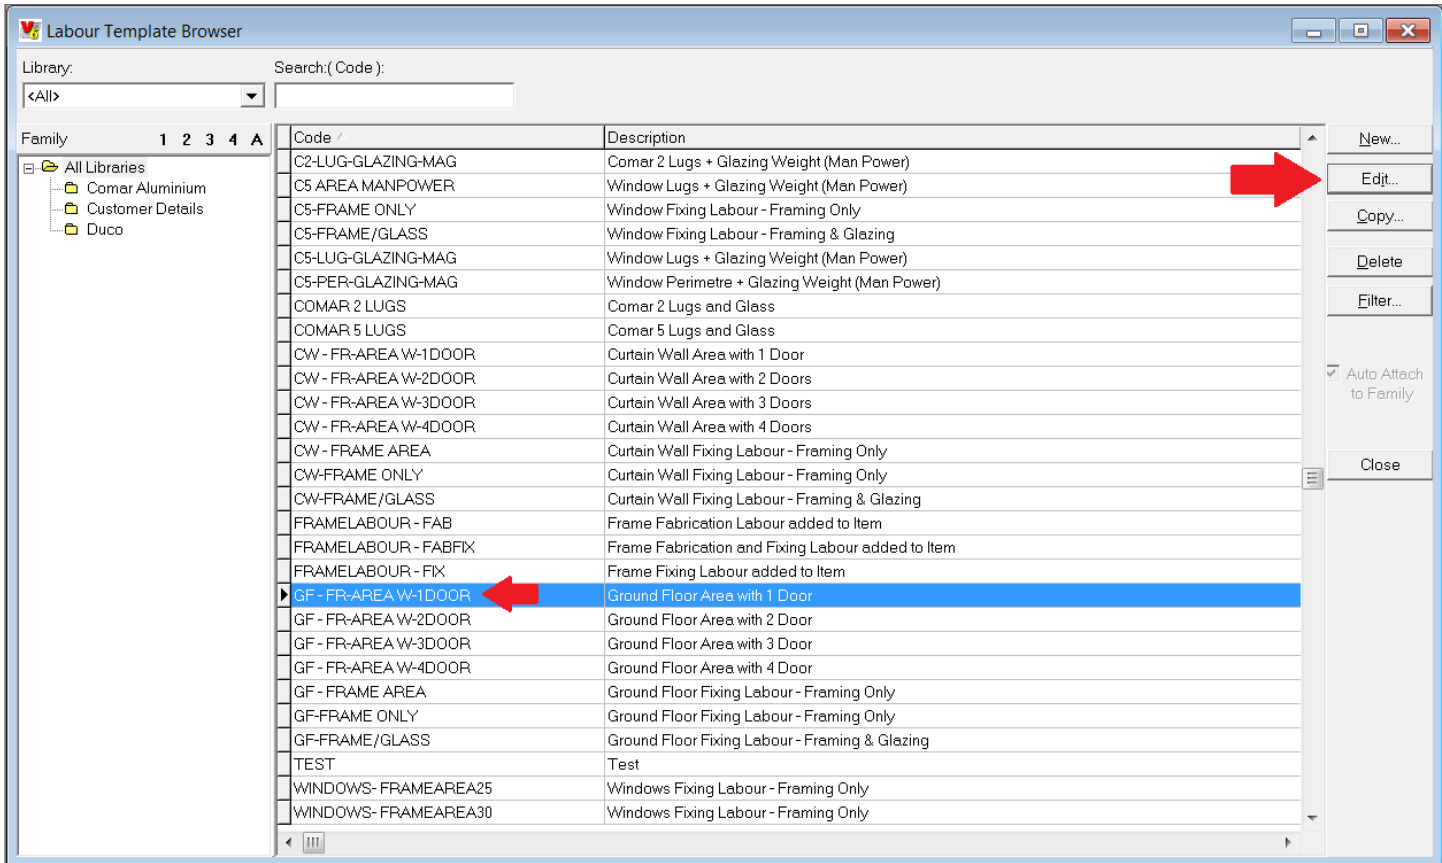 Labour Template Browser
Library:
Search:( Code ):
<All>
Family 1 2 3 4 A
All Libraries
Comar Aluminium
Customer Details
Duco
Code Description
C2-LUG-GLAZING-MAG Comar 2 Lugs + Glazing Weight (Man Power)
C5 AREA MANPOWER Window Lugs + Glazing Weight (Man Power)
C5-FRAME ONLY Window Fixing Labour - Framing Only
C5-FRAME/GLASS Window Fixing Labour - Framing & Glazing
C5-LUG-GLAZING-MAG Window Lugs + Glazing Weight (Man Power)
C5-PER-GLAZING-MAG Window Perimetre + Glazing Weight (Man Power)
COMAR 2 LUGS Comar 2 Lugs and Glass
COMAR 5 LUGS Comar 5 Lugs and Glass
CW - FR-AREA W-1DOOR Curtain Wall Area with 1 Door
CW - FR-AREA W-2DOOR Curtain Wall Area with 2 Doors
CW - FR-AREA W-3DOOR Curtain Wall Area with 3 Doors
CW - FR-AREA W-4DOOR Curtain Wall Area with 4 Doors
CW - FRAME AREA Curtain Wall Fixing Labour - Framing Only
CW-FRAME ONLY Curtain Wall Fixing Labour - Framing Only
CW-FRAME/GLASS Curtain Wall Fixing Labour - Framing & Glazing
FRAMELABOUR - FAB Frame Fabrication Labour added to Item
FRAMELABOUR - FABFIX Frame Fabrication and Fixing Labour added to Item
FRAMELABOUR - FIX Frame Fixing Labour added to Item
GF - FR-AREA W-1DOOR Ground Floor Area with 1 Door
GF - FR-AREA W-2DOOR Ground Floor Area with 2 Door
GF - FR-AREA W-3DOOR Ground Floor Area with 3 Door
GF - FR-AREA W-4DOOR Ground Floor Area with 4 Door
GF - FRAME AREA Ground Floor Fixing Labour - Framing Only
GF-FRAME ONLY Ground Floor Fixing Labour - Framing Only
GF-FRAME/GLASS Ground Floor Fixing Labour - Framing & Glazing
TEST Test
WINDOWS- FRAMEAREA25 Windows Fixing Labour - Framing Only
WINDOWS- FRAMEAREA30 Windows Fixing Labour - Framing Only
New...
Edit...
Copy...
Delete
Filter...
Auto Attach
to Family
Close